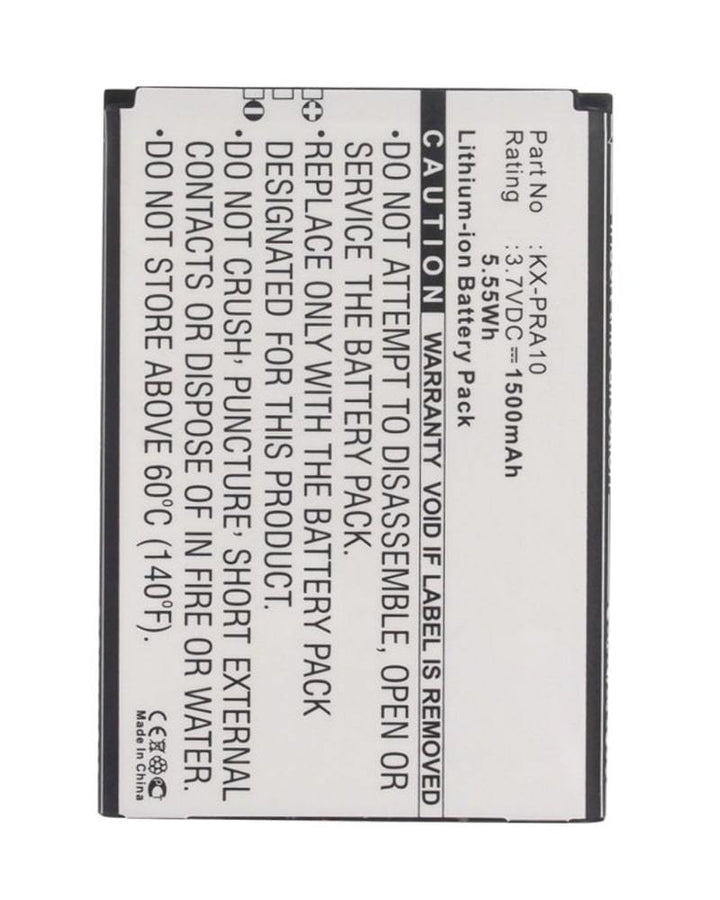 Part No :KX-PRA10
Rating :3.7VDC⎓1500mAh
5.55Wh
Lithium-ion Battery Pack
CAUTION WARRANTY VOID IF LABEL IS REMOVED
•DO NOT ATTEMPT TO DISASSEMBLE, OPEN OR
SERVICE THE BATTERY PACK.
•REPLACE ONLY WITH THE BATTERY PACK
DESIGNATED FOR THIS PRODUCT.
•DO NOT CRUSH, PUNCTURE, SHORT EXTERNAL
CONTACTS OR DISPOSE OF IN FIRE OR WATER.
•DO NOT STORE ABOVE 60°C (140°F).
+
-
CE
Made In China